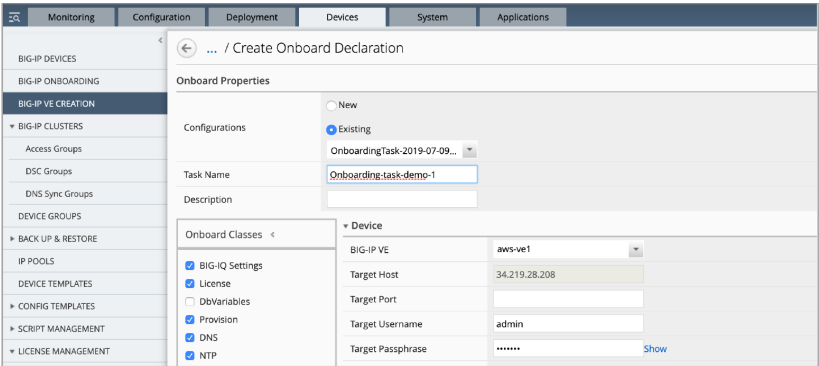 Monitoring Configuration Deployment Devices System Applications
BIG-IP DEVICES
BIG-IP ONBOARDING
BIG-IP VE CREATION
BIG-IP CLUSTERS
Access Groups
DSC Groups
DNS Sync Groups
DEVICE GROUPS
BACK UP & RESTORE
IP POOLS
DEVICE TEMPLATES
CONFIG TEMPLATES
SCRIPT MANAGEMENT
LICENSE MANAGEMENT
... / Create Onboard Declaration
Onboard Properties
Configurations
New
Existing
OnboardingTask-2019-07-09...
Task Name Onboarding-task-demo-1
Description
Onboard Classes <
BIG-IQ Settings
License
DbVariables
Provision
DNS
NTP
Device
BIG-IP VE aws-ve1
Target Host 34.219.28.208
Target Port
Target Username admin
Target Passphrase ••••••• Show